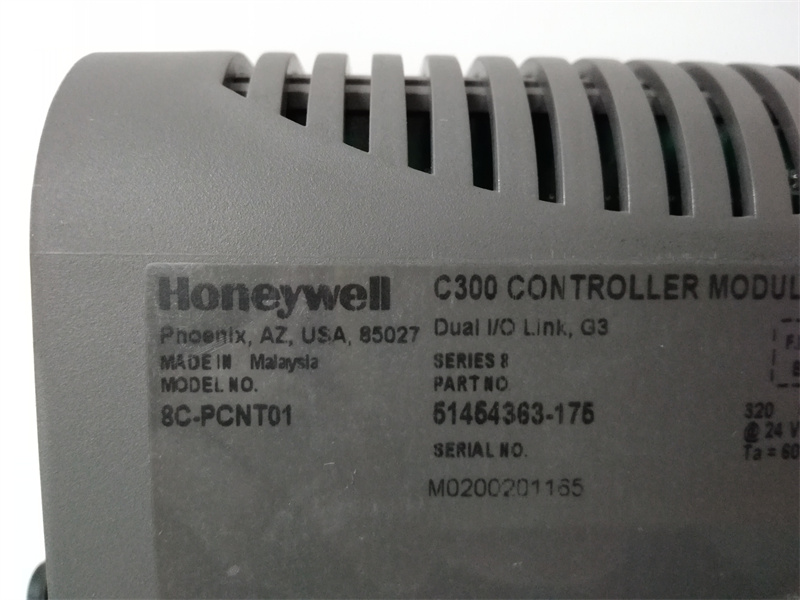 Honeywell
Phoenix, AZ, USA, 85027
MADE IN Malaysia
MODEL NO.
8C-PCNT01
C300 CONTROLLER MODUL
Dual I/O Link, G3
SERIES 8
PART NO
51454363-175
SERIAL NO.
M0200201165
320
@ 24 V
Ta = 60